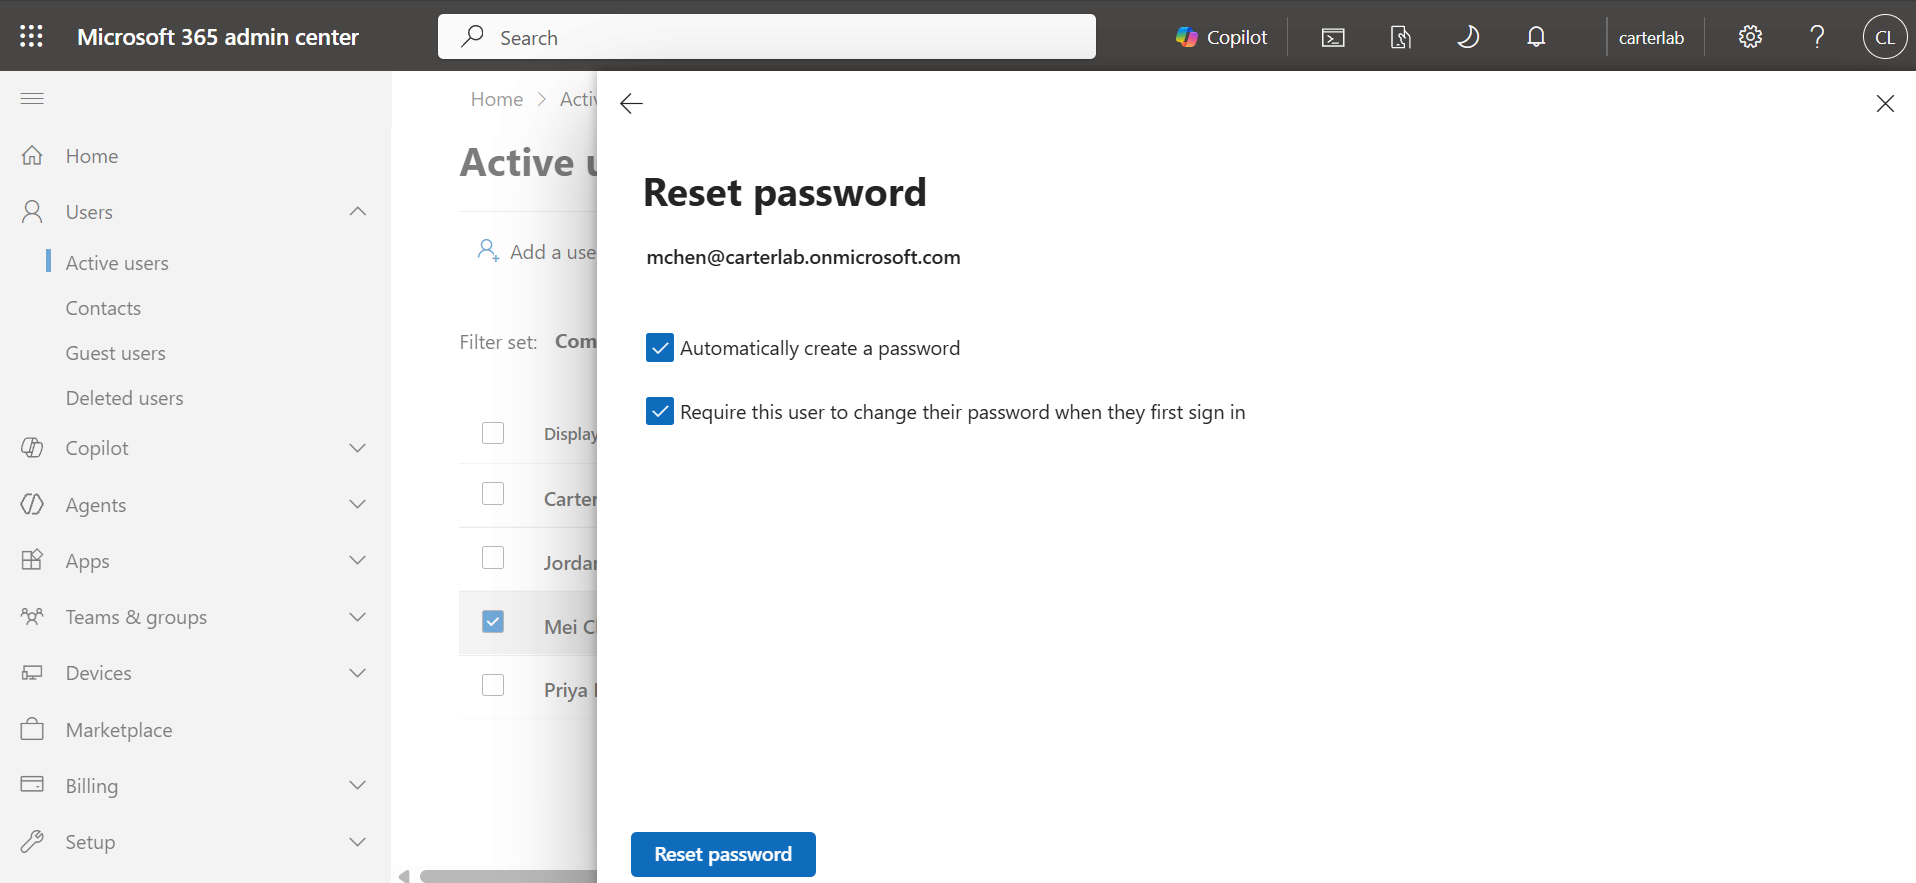 Microsoft 365 admin center
Search
Copilot
carterlab
CL
Home
Users
Active users
Contacts
Guest users
Deleted users
Copilot
Agents
Apps
Teams & groups
Devices
Marketplace
Billing
Setup
Home
Active u
Add a use
Filter set:
Display
Carter
Jordan
Mei C
Priya
Reset password
mchen@carterlab.onmicrosoft.com
Automatically create a password
Require this user to change their password when they first sign in
Reset password